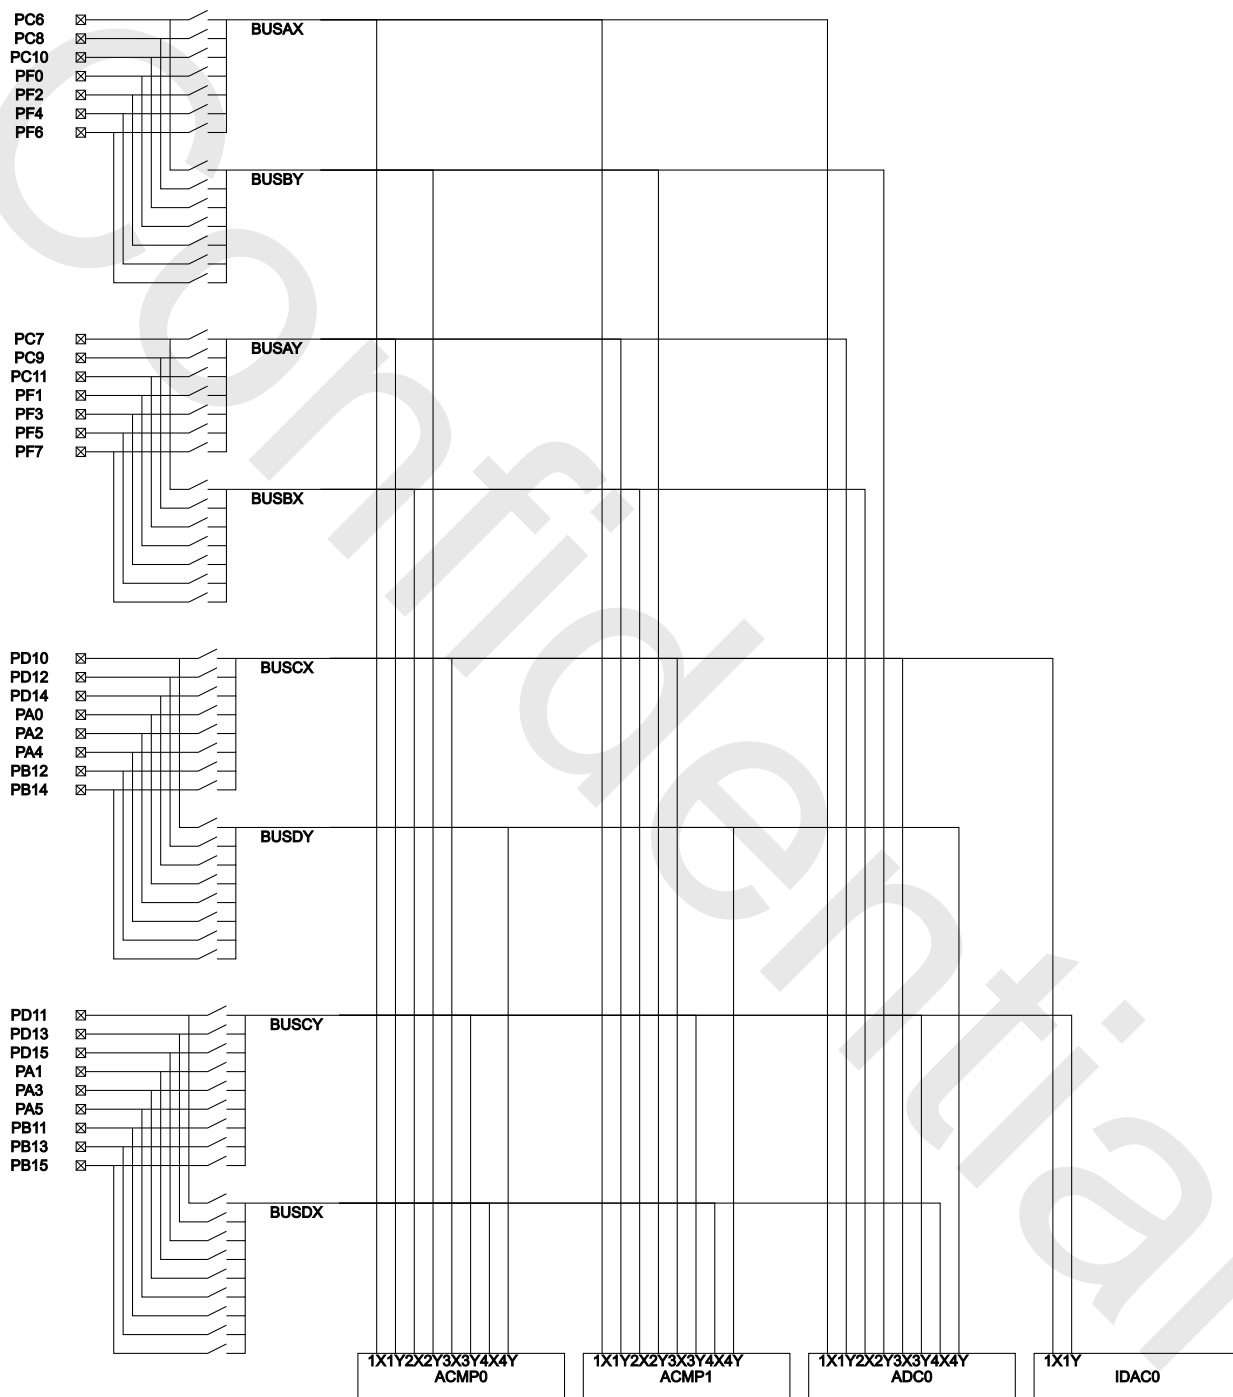 PC6
BUSAX
PC8
PC10
PF0
PF2
PF4
PF6
BUSBY
PC7
BUSAY
PC9
PC11
PF1
PF3
PF5
PF7
BUSBX
PD10
BUSCX
PD12
PD14
PA0
PA2
PA4
PB12
PB14
BUSDY
PD11
BUSCY
PD13
PD15
PA1
PA3
PA5
PB11
PB13
PB15
BUSDX
1X1Y2X2Y3X3Y4X4Y
ACMP0
1X1Y2X2Y3X3Y4X4Y
ACMP1
1X1Y2X2Y3X3Y4X4Y
ADC0
1X1Y
IDAC0
Confidential